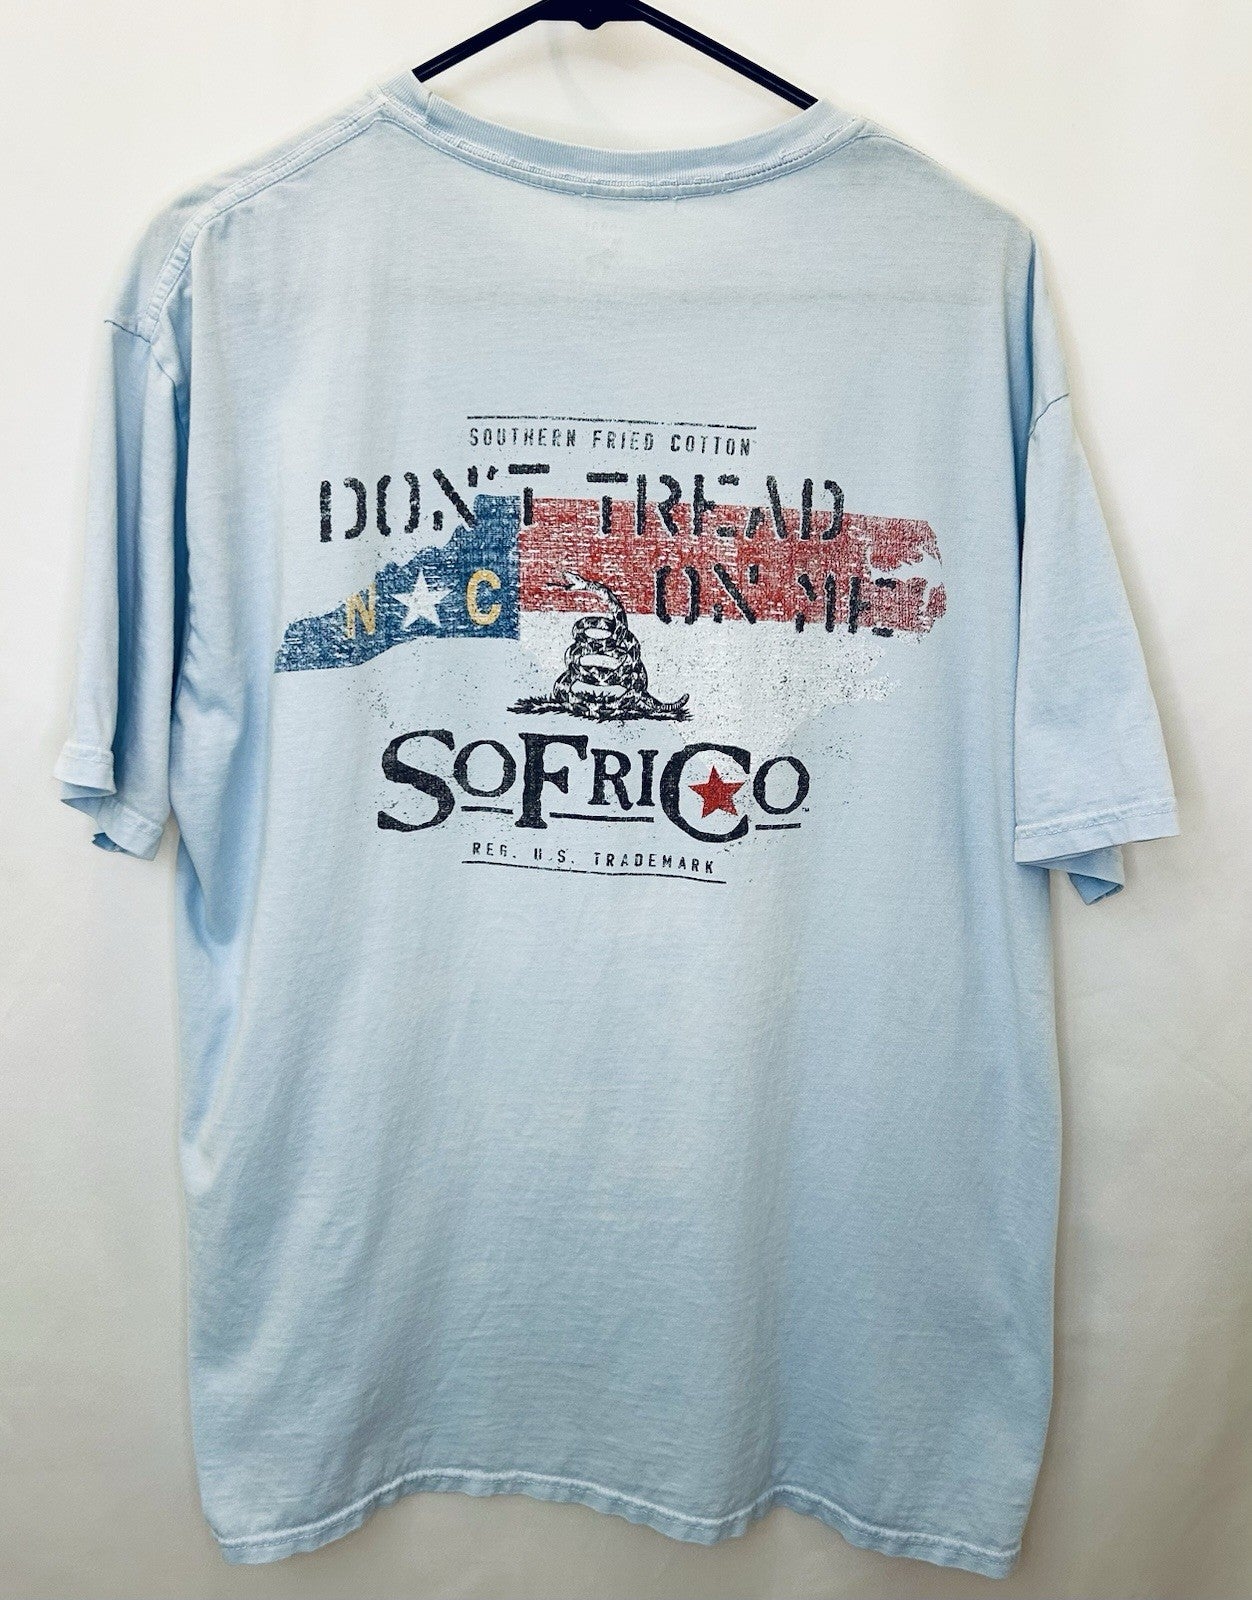 SOUTHERN FRIED COTTON
DON'T TREAD
ON ME
N C
SOFRICO
REG. U.S. TRADEMARK